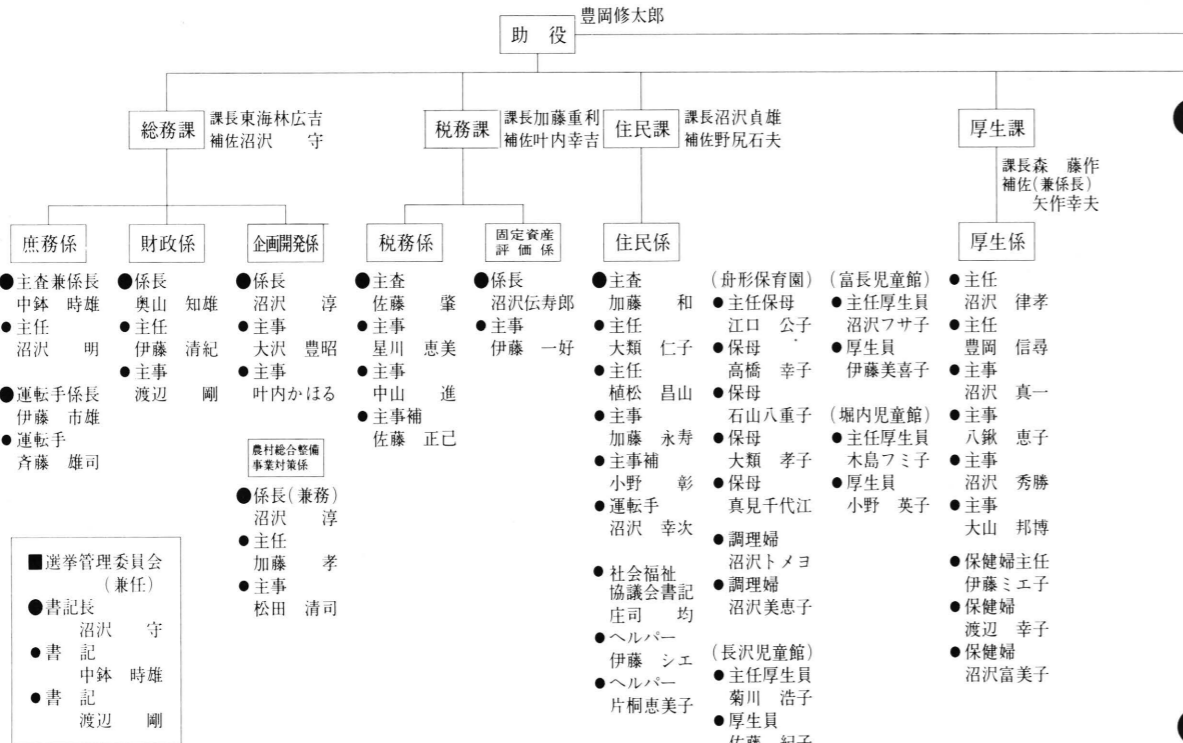 豊岡修太郎
助　役
総務課
課長東海林広吉
補佐沼沢　守
税務課
課長加藤重利
補佐叶内幸吉
住民課
課長沼沢貞雄
補佐野尻石夫
厚生課
課長森　藤作
補佐(兼係長)
矢作幸夫
庶務係
●主査兼係長
中鉢　時雄
●主任
沼沢　明
●運転手係長
伊藤　市雄
●運転手
斉藤　雄司
財政係
●係長
奥山　知雄
●主任
伊藤　清紀
●主事
渡辺　剛
企画開発係
●係長
沼沢　淳
●主事
大沢　豊昭
●主事
叶内かほる
農村総合整備
事業対策係
●係長(兼務)
沼沢　淳
●主任
加藤　孝
●主事
松田　清司
■選挙管理委員会
(兼任)
●書記長
沼沢　守
●書　記
中鉢　時雄
●書　記
渡辺　剛
税務係
●主査
佐藤　肇
●主事
星川　恵美
●主事
中山　進
●主事補
佐藤　正己
固定資産
評価係
●係長
沼沢伝寿郎
●主事
伊藤　一好
住民係
●主査
加藤　和
●主任
大類　仁子
●主任
植松　昌山
●主事
加藤　永寿
●主事補
小野　彰
●運転手
沼沢　幸次
●社会福祉
協議会書記
庄司　均
●ヘルパー
伊藤　シエ
●ヘルパー
片桐恵美子
(舟形保育園)
●主任保母
江口　公子
●保母
高橋　幸子
●保母
石山八重子
●保母
大類　孝子
●保母
真見千代江
●調理婦
沼沢トメヨ
●調理婦
沼沢美恵子
(長沢児童館)
●主任厚生員
菊川　浩子
●厚生員
佐藤　紀子
(富長児童館)
●主任厚生員
沼沢フサ子
●厚生員
伊藤美喜子
(堀内児童館)
●主任厚生員
木島フミ子
●厚生員
小野　英子
厚生係
●主任
沼沢　律孝
●主任
豊岡　信尋
●主事
沼沢　真一
●主事
八鍬　恵子
●主事
沼沢　秀勝
●主事
大山　邦博
●保健婦主任
伊藤ミエ子
●保健婦
渡辺　幸子
●保健婦
沼沢富美子